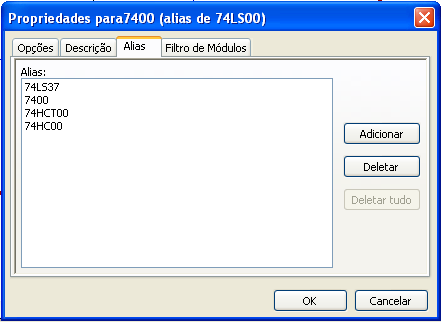 Propriedades para7400 (alias de 74LS00)
Opções Descrição Alias Filtro de Módulos
Alias:
74LS37
7400
74HCT00
74HC00
Adicionar
Deletar
Deletar tudo
OK Cancelar